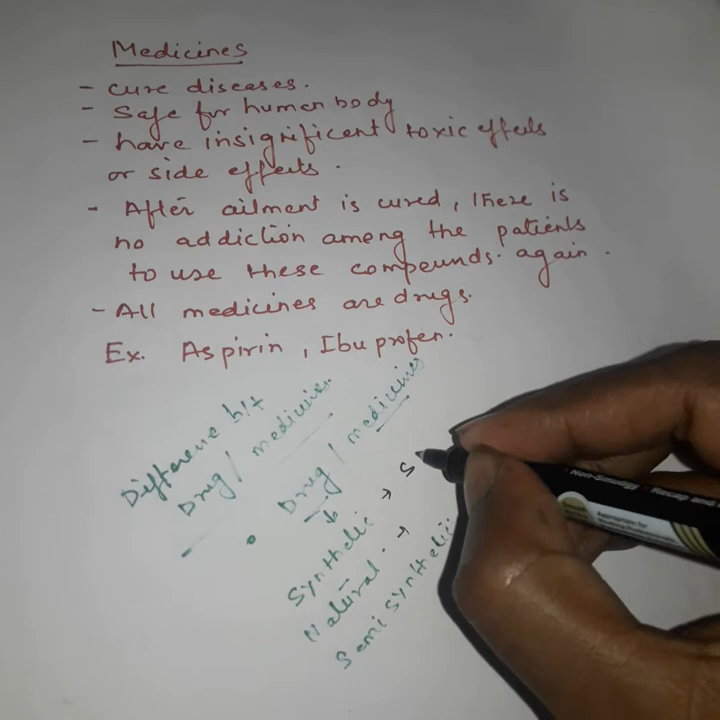 Medicines
- cure diseases.
- Safe for human body
- have insignificent toxic effects
or side effects.
- After ailment is cured, there is
no addiction among the patients
to use these compounds. again.
- All medicines are drugs.
Ex. Aspirin, Ibuprofen.
Difference b/t
Drug / medicines.
Drug / medicines
Synthetic → S
Natural. →
Semi synthetic
Non-Smudgy